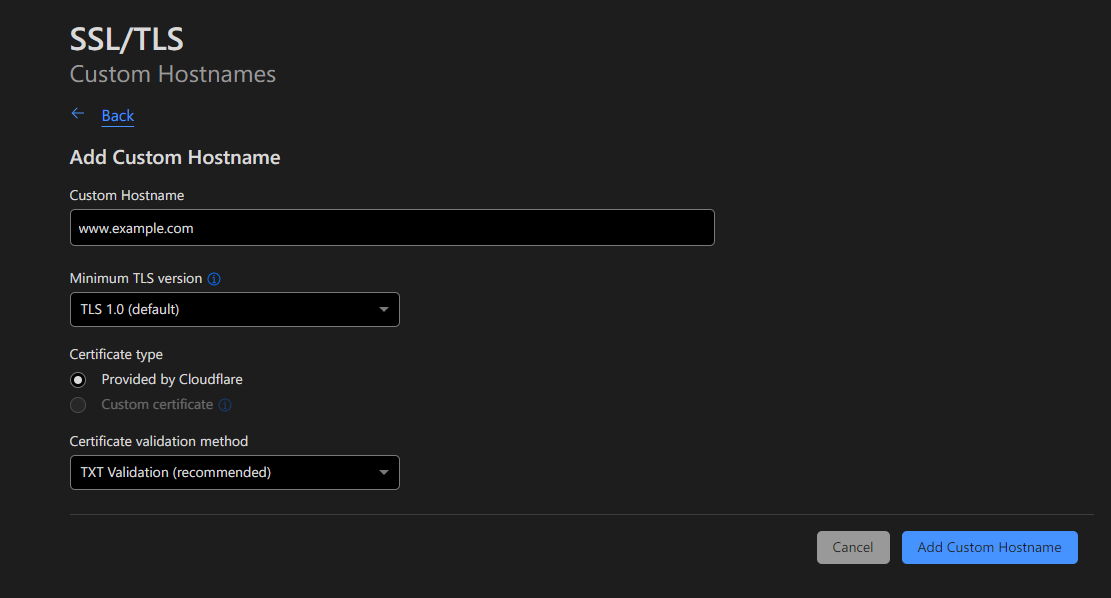 SSL/TLS
Custom Hostnames
Back
Add Custom Hostname
Custom Hostname
www.example.com
Minimum TLS version
TLS 1.0 (default)
Certificate type
Provided by Cloudflare
Custom certificate
Certificate validation method
TXT Validation (recommended)
Cancel Add Custom Hostname